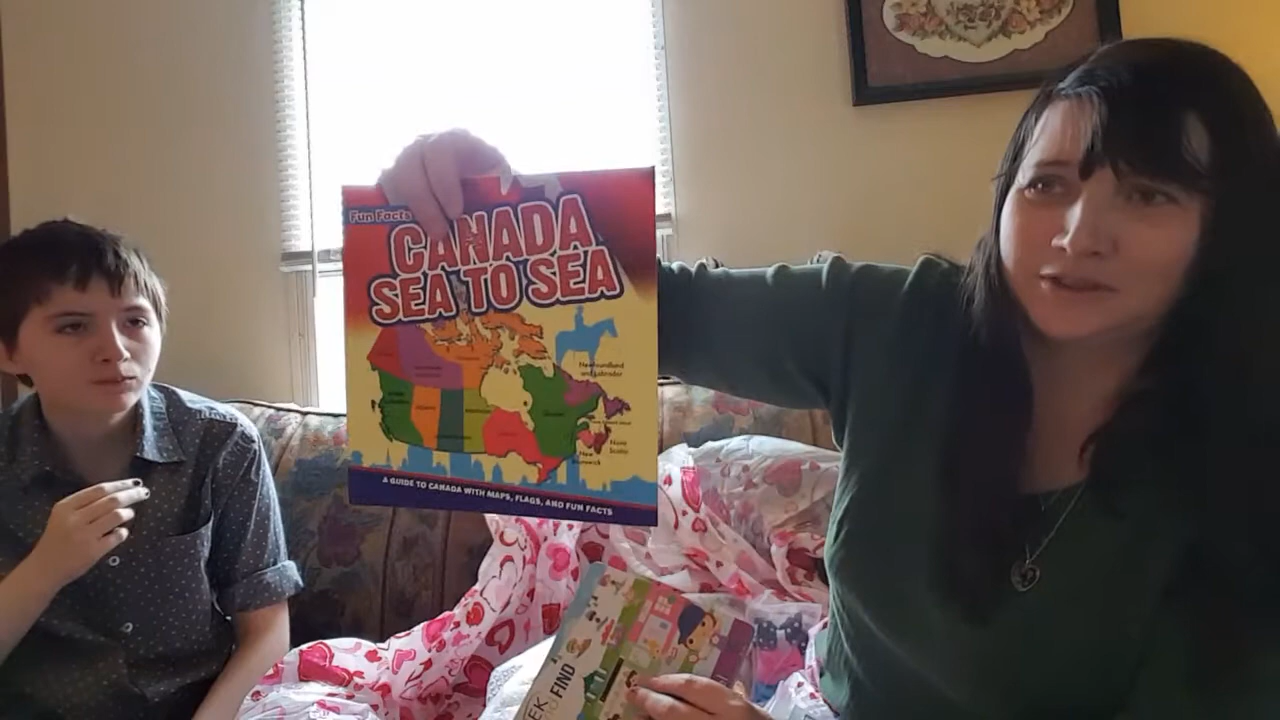 Fun Facts
CANADA
SEA TO SEA
Newfoundland
and Labrador
Nova
Scotia
New
Brunswick
A GUIDE TO CANADA WITH MAPS, FLAGS, AND FUN FACTS
FIND